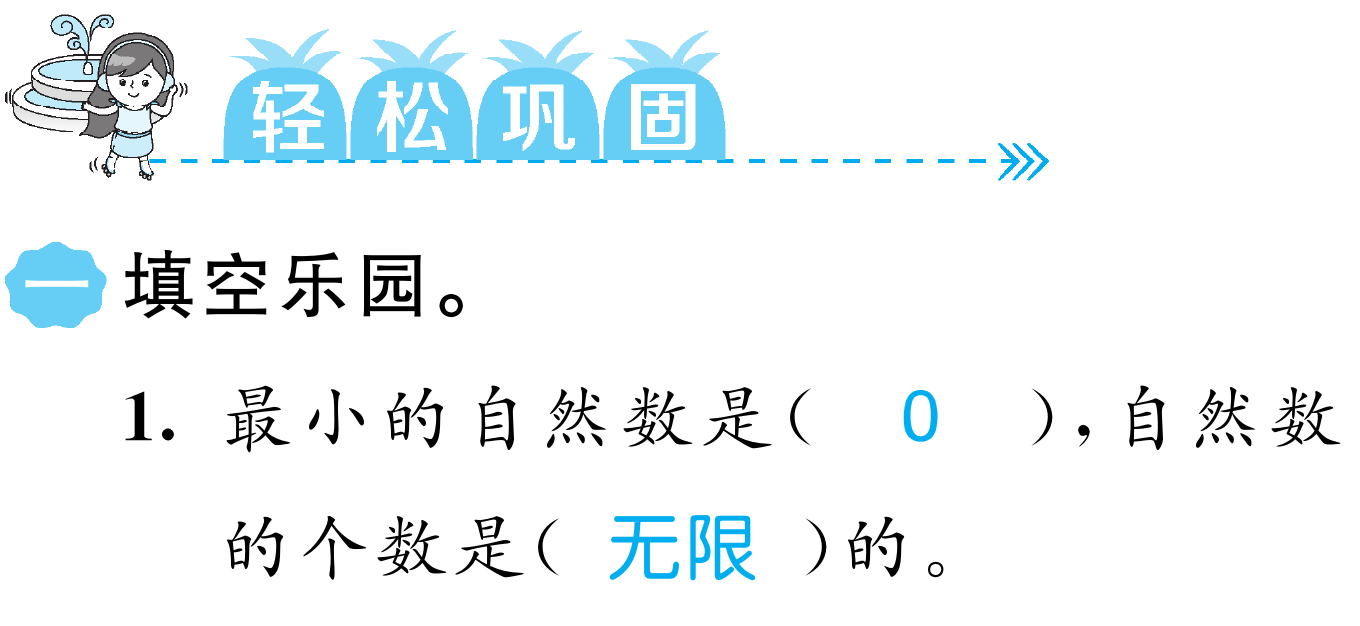 轻松巩固
一 填空乐园。
1. 最小的自然数是( 0 ),自然数
的个数是( 无限 )的。